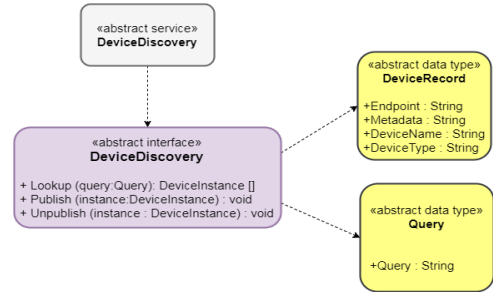 «abstract service»
DeviceDiscovery
«abstract interface»
DeviceDiscovery
+ Lookup (query:Query): DeviceInstance []
+ Publish (instance:DeviceInstance) : void
+ Unpublish (instance : DeviceInstance) : void
«abstract data type»
DeviceRecord
+Endpoint : String
+Metadata : String
+DeviceName : String
+DeviceType : String
«abstract data type»
Query
+Query : String